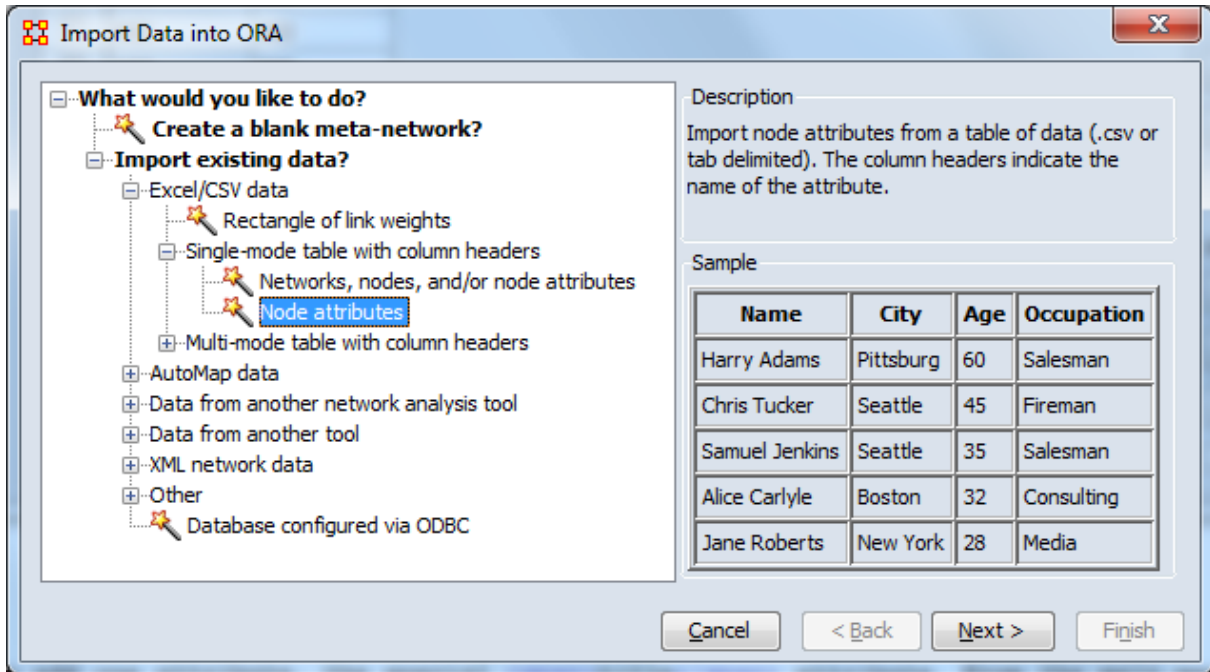 Import Data into ORA
What would you like to do?
Create a blank meta-network?
Import existing data?
Excel/CSV data
Rectangle of link weights
Single-mode table with column headers
Networks, nodes, and/or node attributes
Node attributes
Multi-mode table with column headers
AutoMap data
Data from another network analysis tool
Data from another tool
XML network data
Other
Database configured via ODBC
Description
Import node attributes from a table of data (.csv or
tab delimited). The column headers indicate the
name of the attribute.
Sample
Name City Age Occupation
Harry Adams Pittsburg 60 Salesman
Chris Tucker Seattle 45 Fireman
Samuel Jenkins Seattle 35 Salesman
Alice Carlyle Boston 32 Consulting
Jane Roberts New York 28 Media
Cancel < Back Next > Finish